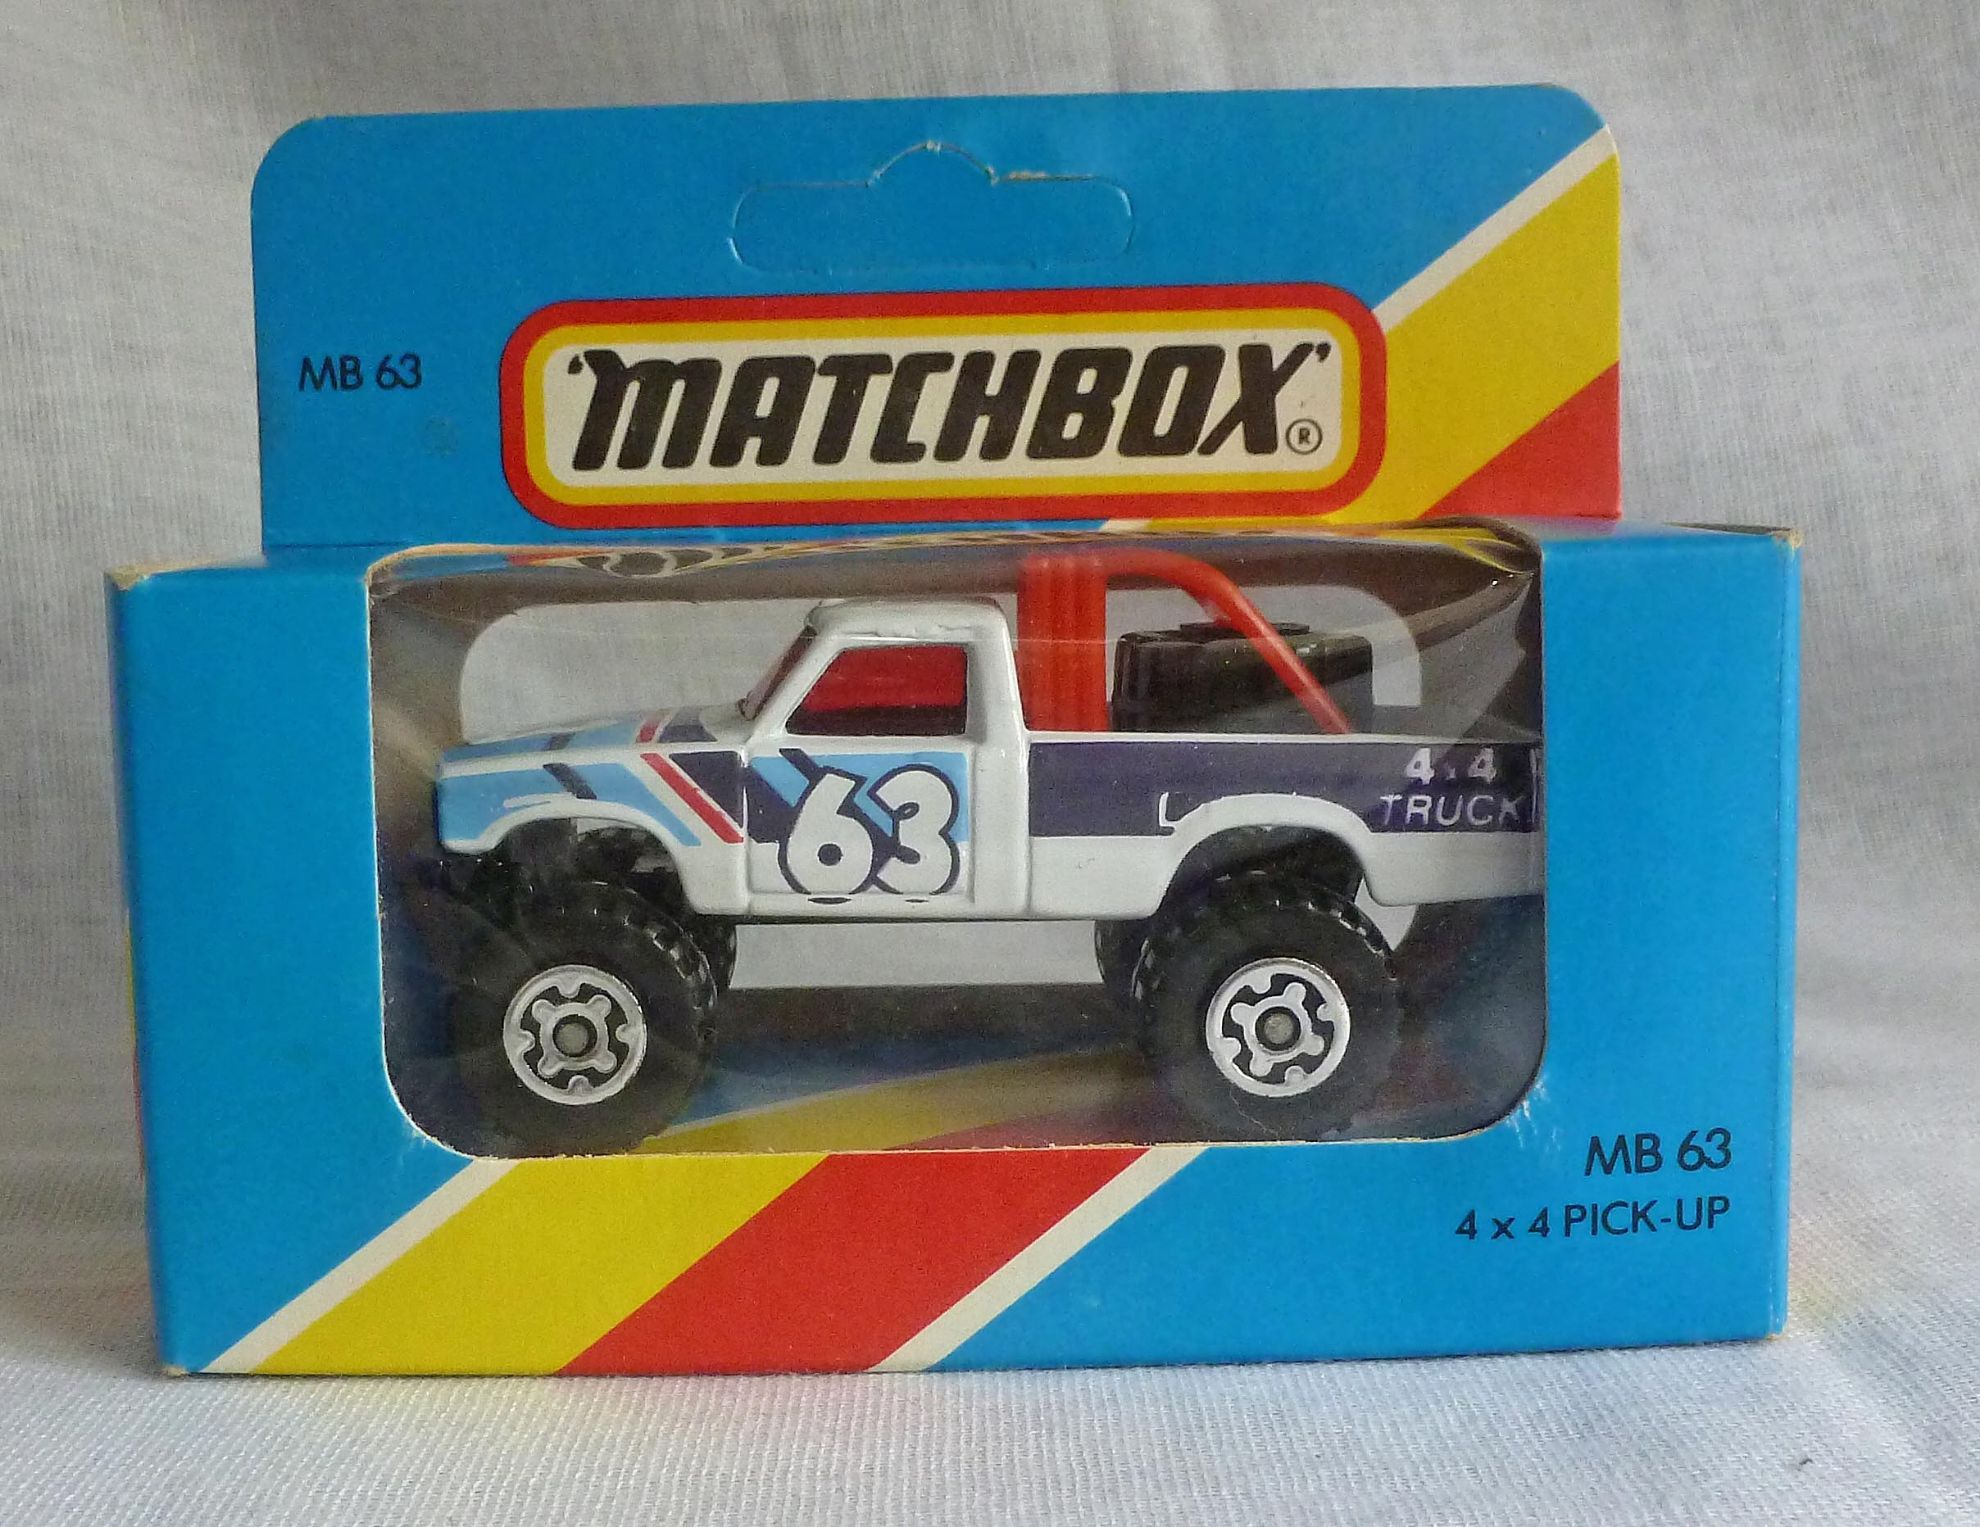 MB 63
'MATCHBOX'®
63
4x4
TRUCK
MB 63
4 x 4 PICK-UP